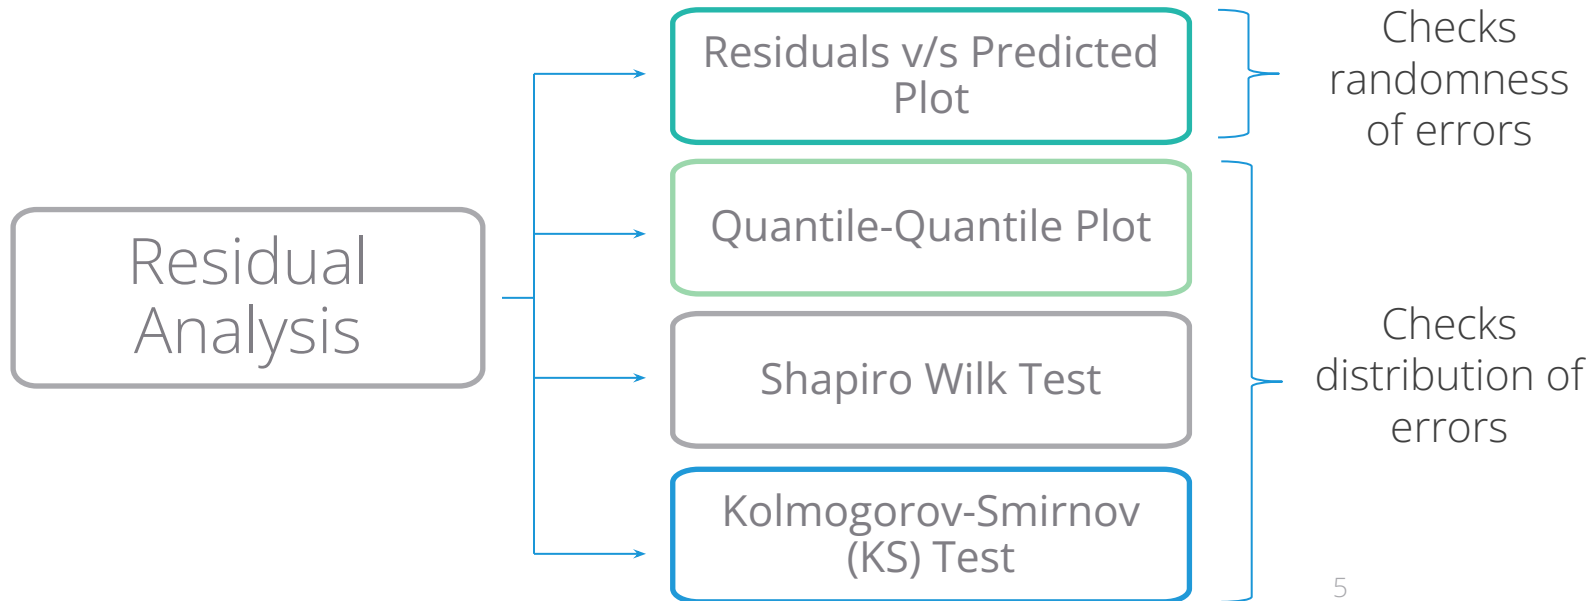 Residual
Analysis
Residuals v/s Predicted
Plot
Quantile-Quantile Plot
Shapiro Wilk Test
Kolmogorov-Smirnov
(KS) Test
Checks
randomness
of errors
Checks
distribution of
errors
5